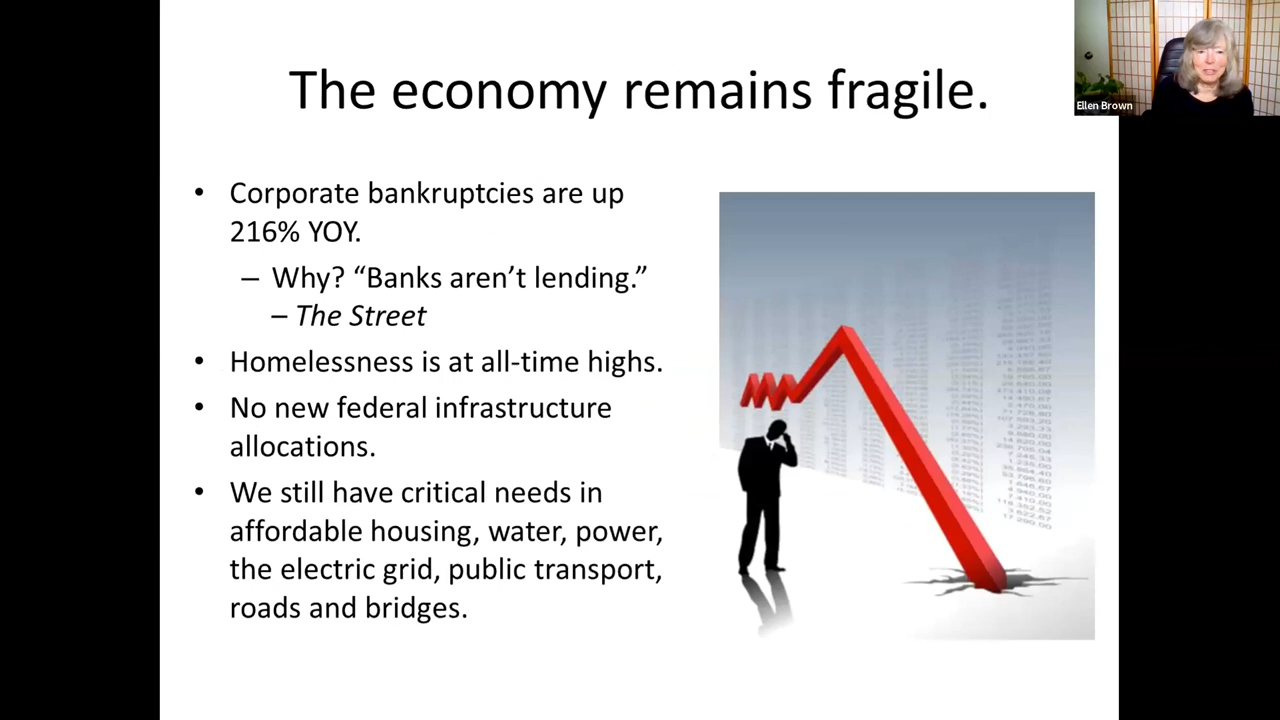 The economy remains fragile.
Ellen Brown
• Corporate bankruptcies are up
216% YOY.
– Why? “Banks aren’t lending.”
– The Street
• Homelessness is at all-time highs.
• No new federal infrastructure
allocations.
• We still have critical needs in
affordable housing, water, power,
the electric grid, public transport,
roads and bridges.